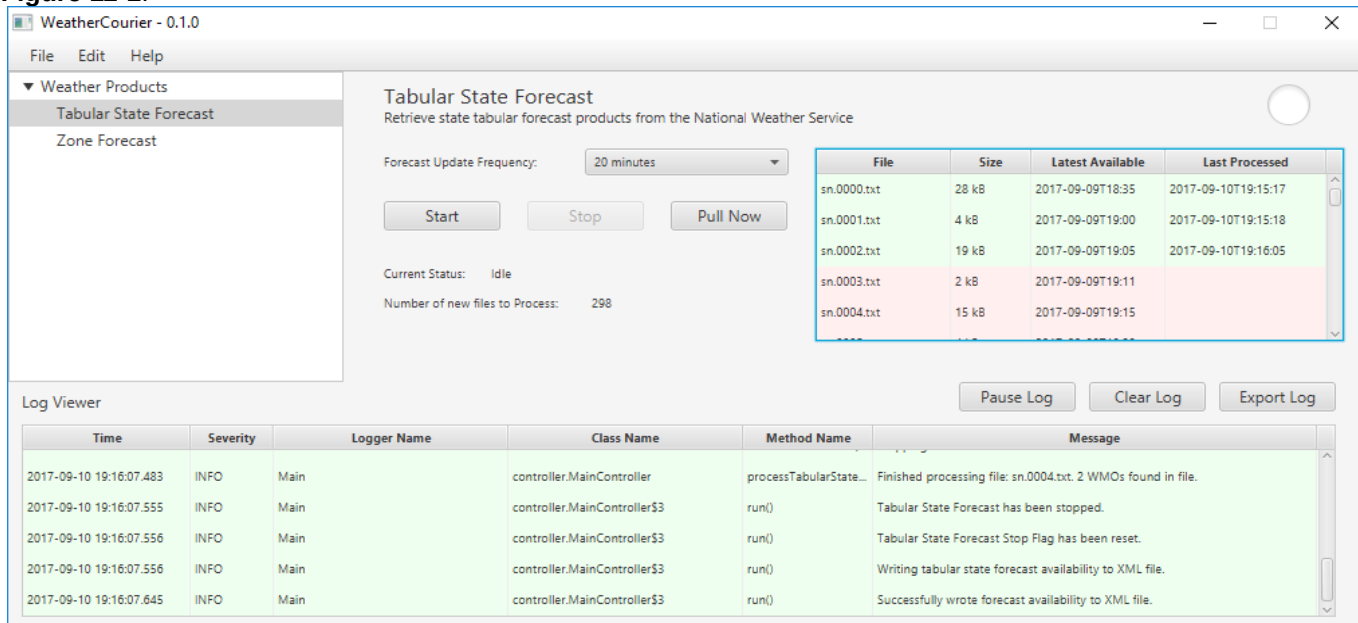 WeatherCourier - 0.1.0
File Edit Help
Weather Products
Tabular State Forecast
Zone Forecast
Tabular State Forecast
Retrieve state tabular forecast products from the National Weather Service
Forecast Update Frequency: 20 minutes
Start Stop Pull Now
Current Status: Idle
Number of new files to Process: 298
File Size Latest Available Last Processed
sn.0000.txt 28 kB 2017-09-09T18:35 2017-09-10T19:15:17
sn.0001.txt 4 kB 2017-09-09T19:00 2017-09-10T19:15:18
sn.0002.txt 19 kB 2017-09-09T19:05 2017-09-10T19:16:05
sn.0003.txt 2 kB 2017-09-09T19:11
sn.0004.txt 15 kB 2017-09-09T19:15
Log Viewer
Pause Log Clear Log Export Log
Time Severity Logger Name Class Name Method Name Message
2017-09-10 19:16:07.483 INFO Main controller.MainController processTabularState... Finished processing file: sn.0004.txt. 2 WMOs found in file.
2017-09-10 19:16:07.555 INFO Main controller.MainController$3 run() Tabular State Forecast has been stopped.
2017-09-10 19:16:07.556 INFO Main controller.MainController$3 run() Tabular State Forecast Stop Flag has been reset.
2017-09-10 19:16:07.556 INFO Main controller.MainController$3 run() Writing tabular state forecast availability to XML file.
2017-09-10 19:16:07.645 INFO Main controller.MainController$3 run() Successfully wrote forecast availability to XML file.